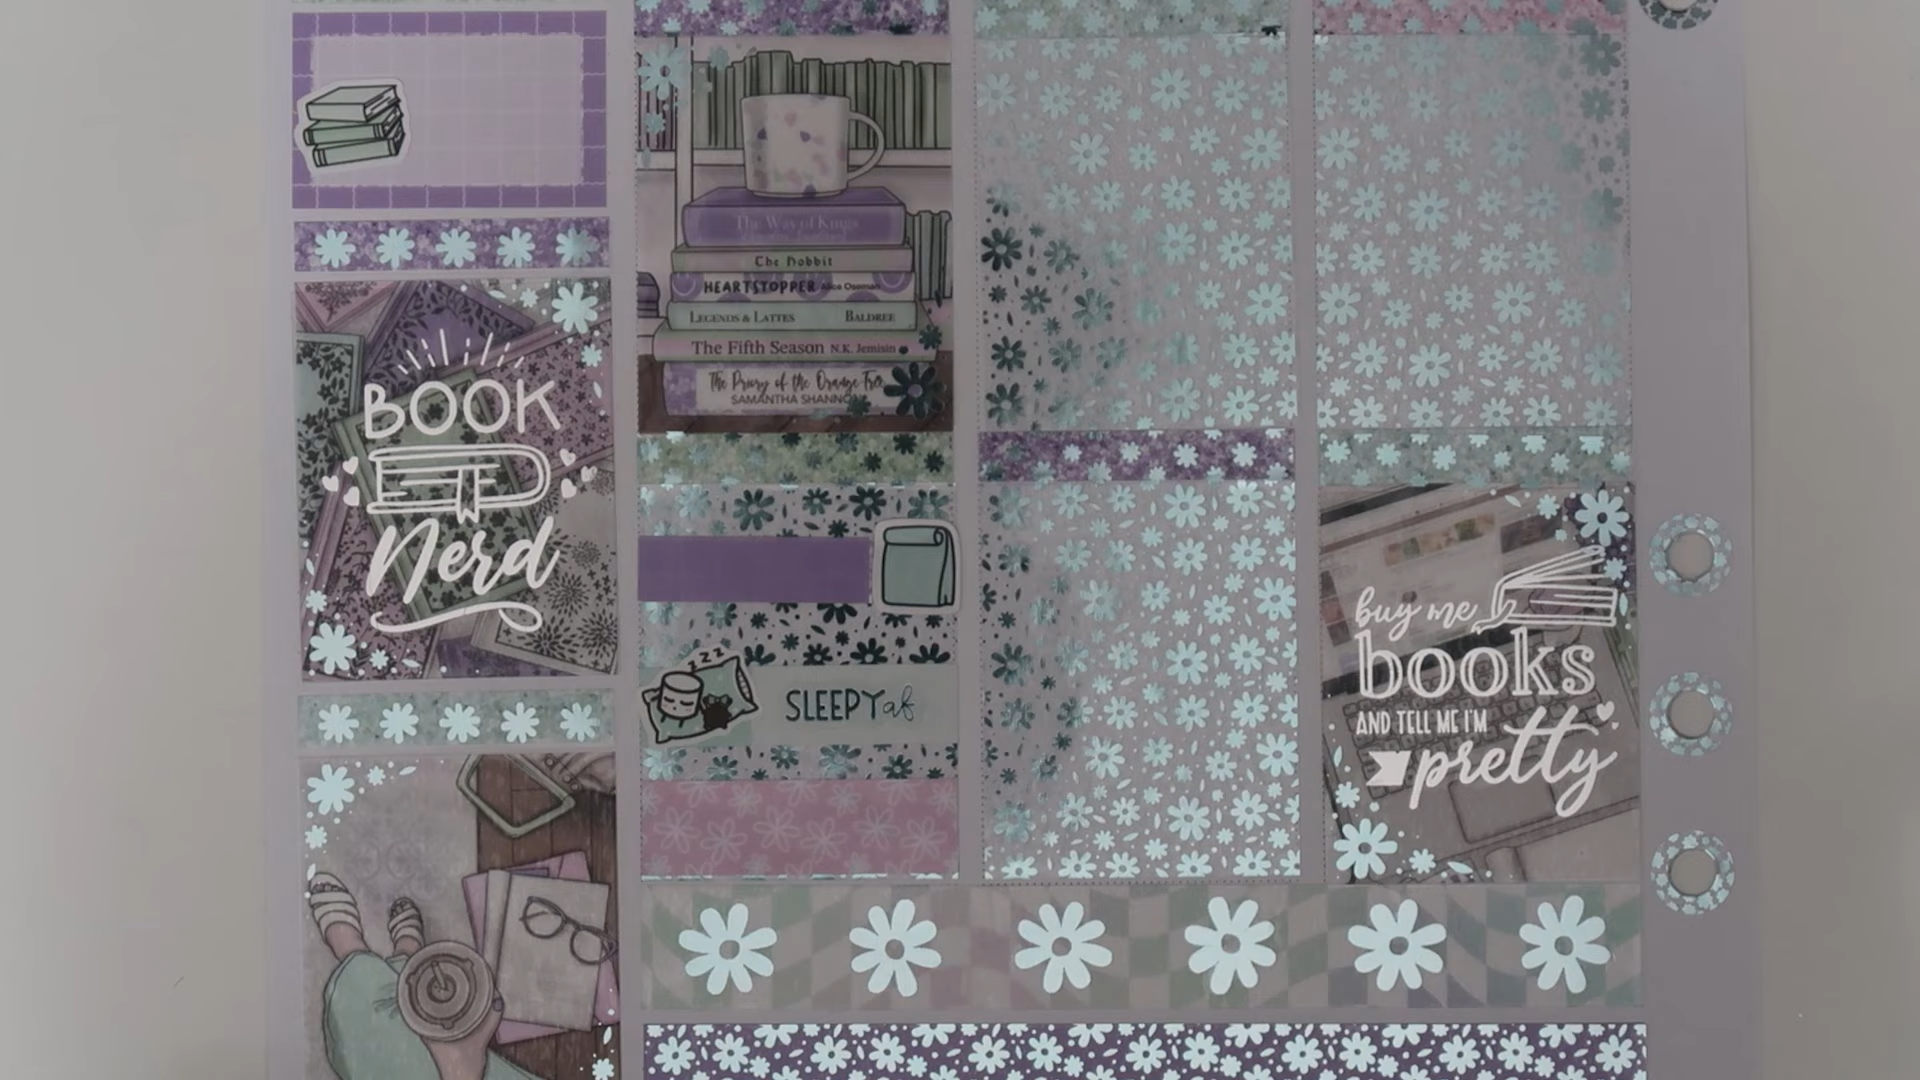 The Way of Kings
The Hobbit
HEARTSTOPPER Alice Oseman
LEGENDS & LATTES BALDREE
The Fifth Season N.K. Jemisin
The Priory of the Orange Tree
SAMANTHA SHANNON
BOOK
Nerd
zzz
SLEEPY af
buy me
books
AND TELL ME I'M
pretty